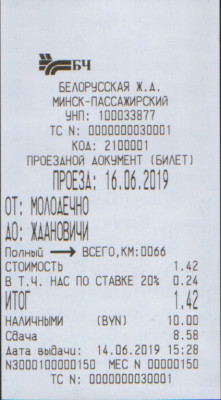 БЧ
БЕЛОРУССКАЯ Ж.Д.
МИНСК-ПАССАЖИРСКИЙ
УНП: 100033877
ТС N: 0000000030001
КОД: 2100001
ПРОЕЗДНОЙ ДОКУМЕНТ (БИЛЕТ)
ПРОЕЗД: 16.06.2019
ОТ: МОЛОДЕЧНО
ДО: ЖДАНОВИЧИ
Полный → ВСЕГО,КМ:0066
СТОИМОСТЬ 1.42
В Т.Ч. НДС ПО СТАВКЕ 20% 0.24
ИТОГ 1.42
НАЛИЧНЫМИ (BYN) 10.00
Сдача 8.58
Дата выдачи: 14.06.2019 15:28
N3000100000150 МЕС N 00000150
ТС N: 0000000030001